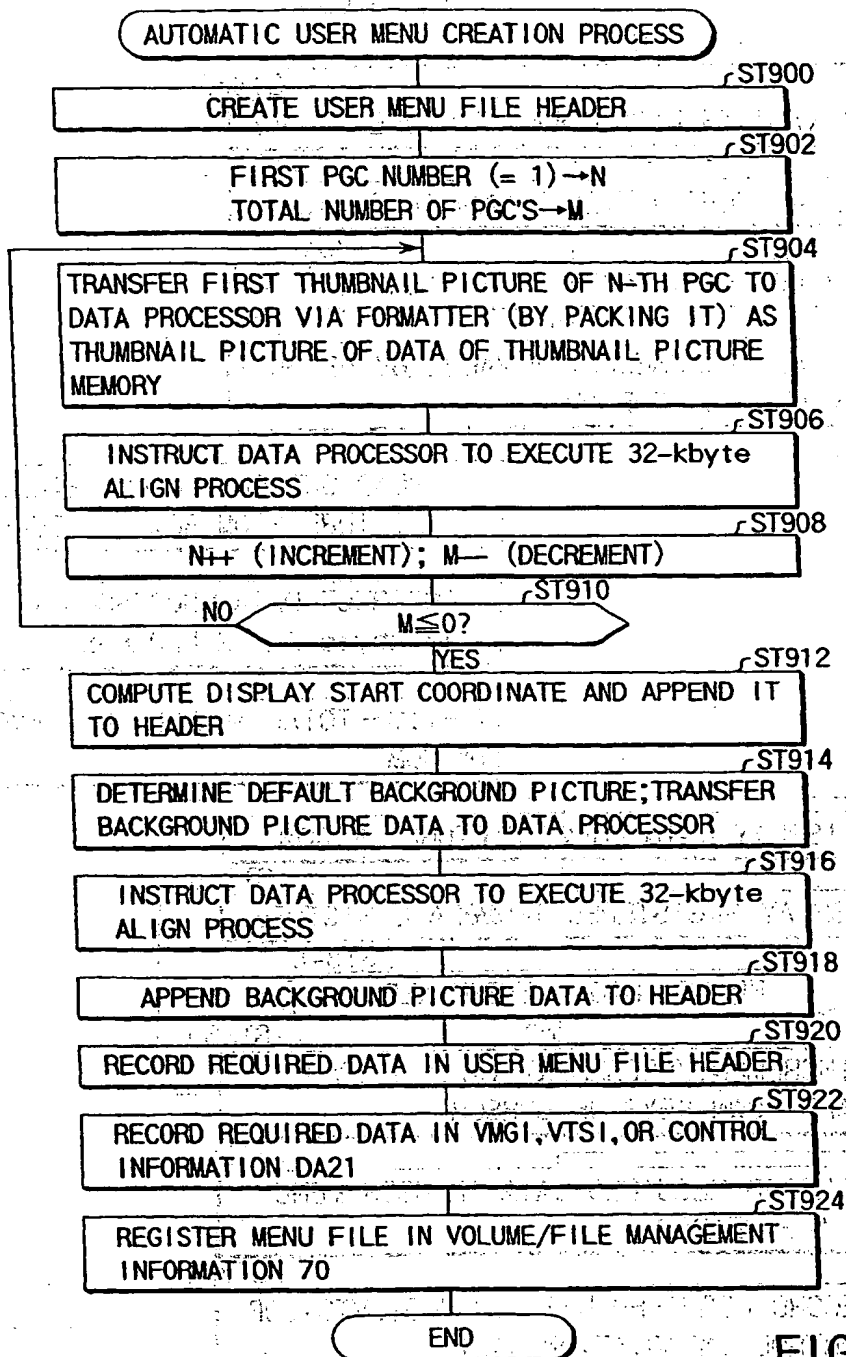 AUTOMATIC USER MENU CREATION PROCESS
ST900
CREATE USER MENU FILE HEADER
ST902
FIRST PGC NUMBER (= 1)→N
TOTAL NUMBER OF PGC'S→M
ST904
TRANSFER FIRST THUMBNAIL PICTURE OF N-TH PGC TO
DATA PROCESSOR VIA FORMATTER (BY PACKING IT) AS
THUMBNAIL PICTURE OF DATA OF THUMBNAIL PICTURE
MEMORY
ST906
INSTRUCT DATA PROCESSOR TO EXECUTE 32-kbyte
ALIGN PROCESS
ST908
N++ (INCREMENT); M-- (DECREMENT)
ST910
NO
M≦0?
YES
ST912
COMPUTE DISPLAY START COORDINATE AND APPEND IT
TO HEADER
ST914
DETERMINE DEFAULT BACKGROUND PICTURE;TRANSFER
BACKGROUND PICTURE DATA TO DATA PROCESSOR
ST916
INSTRUCT DATA PROCESSOR TO EXECUTE 32-kbyte
ALIGN PROCESS
ST918
APPEND BACKGROUND PICTURE DATA TO HEADER
ST920
RECORD REQUIRED DATA IN USER MENU FILE HEADER
ST922
RECORD REQUIRED DATA IN VMGI,VTSI,OR CONTROL
INFORMATION DA21
ST924
REGISTER MENU FILE IN VOLUME/FILE MANAGEMENT
INFORMATION 70
END
FIG